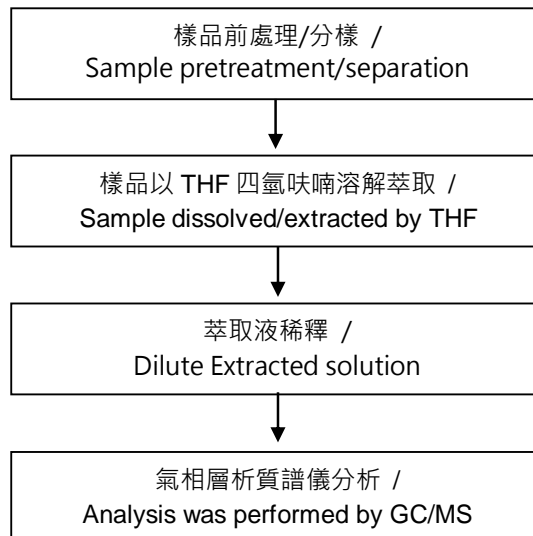 樣品前處理/分樣 /
Sample pretreatment/separation
樣品以 THF 四氫呋喃溶解萃取 /
Sample dissolved/extracted by THF
萃取液稀釋 /
Dilute Extracted solution
氣相層析質譜儀分析 /
Analysis was performed by GC/MS